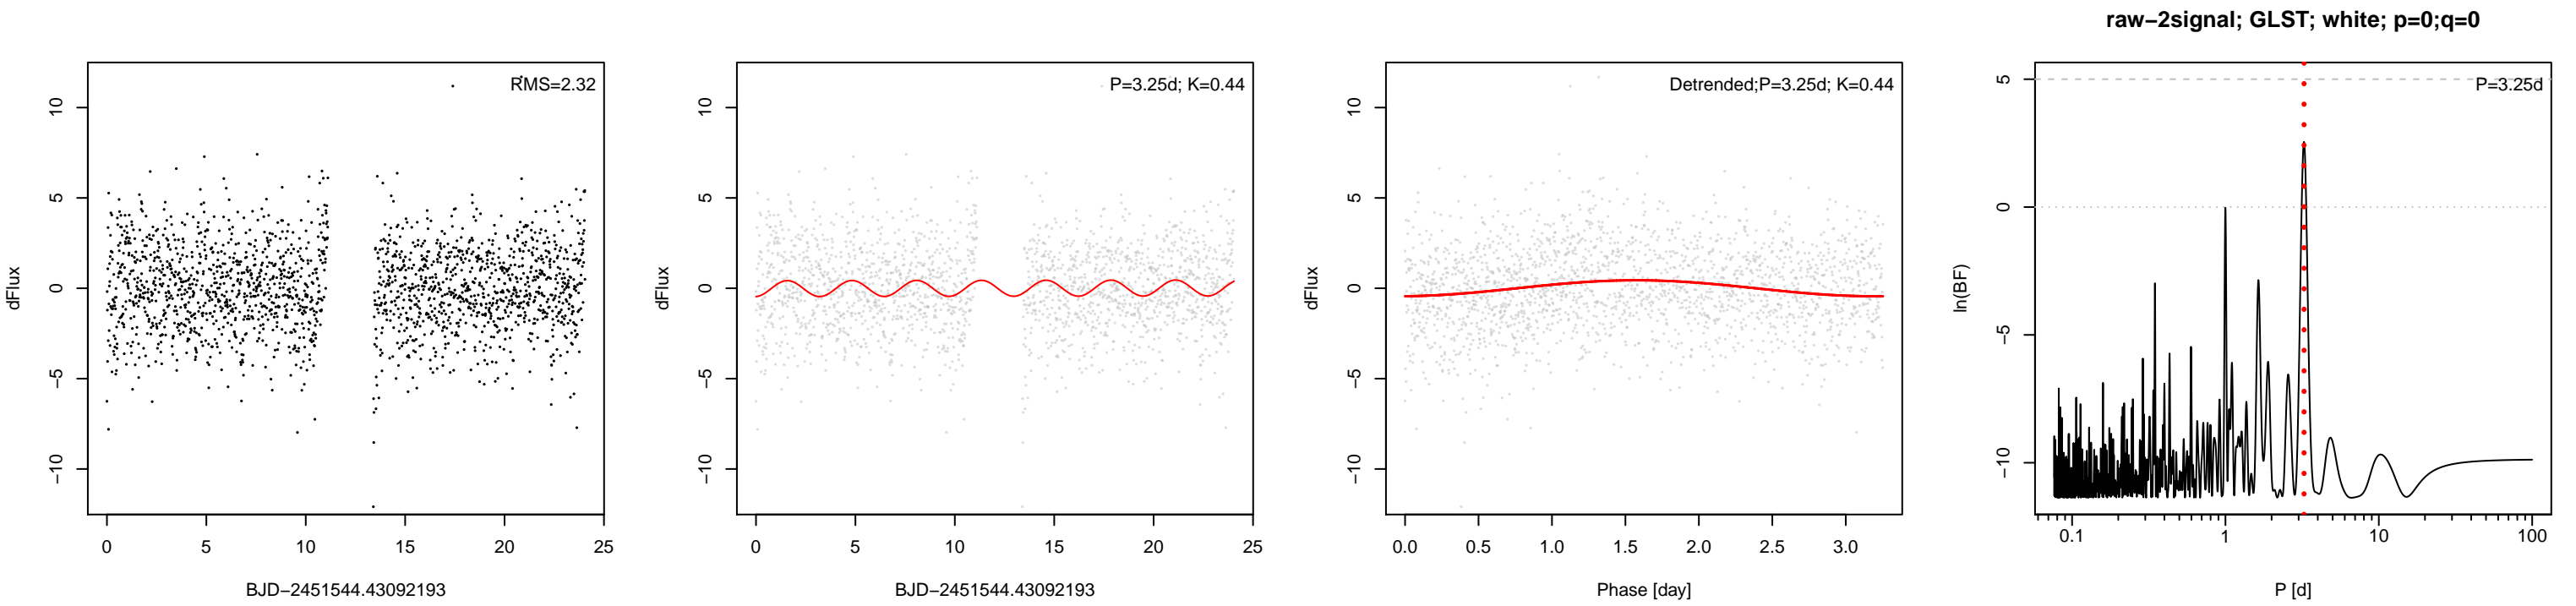 raw−2signal; GLST; white; p=0;q=0
RMS=2.32
dFlux
10
5
0
−5
−10
0 5 10 15 20 25
BJD−2451544.43092193
P=3.25d; K=0.44
dFlux
10
5
0
−5
−10
0 5 10 15 20 25
BJD−2451544.43092193
Detrended;P=3.25d; K=0.44
dFlux
10
5
0
−5
−10
0.0 0.5 1.0 1.5 2.0 2.5 3.0
Phase [day]
P=3.25d
ln(BF)
5
0
−5
−10
0.1 1 10 100
P [d]